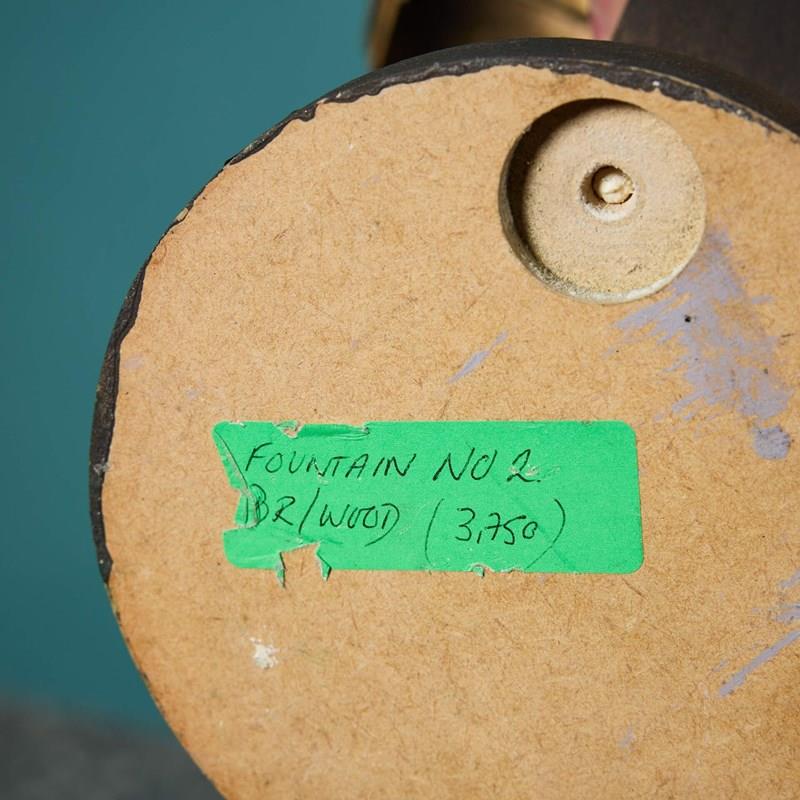 FOUNTAIN NO 2.
BR/WOOD (3,750)